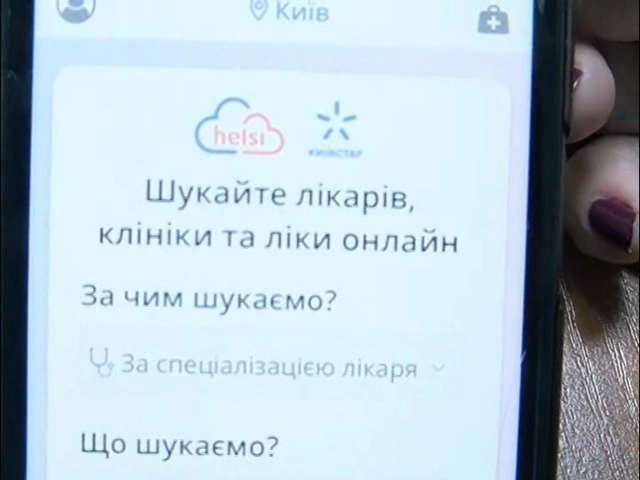 Київ
helsi
КИЇВСТАР
Шукайте лікарів,
клініки та ліки онлайн
За чим шукаємо?
За спеціалізацією лікаря
Що шукаємо?